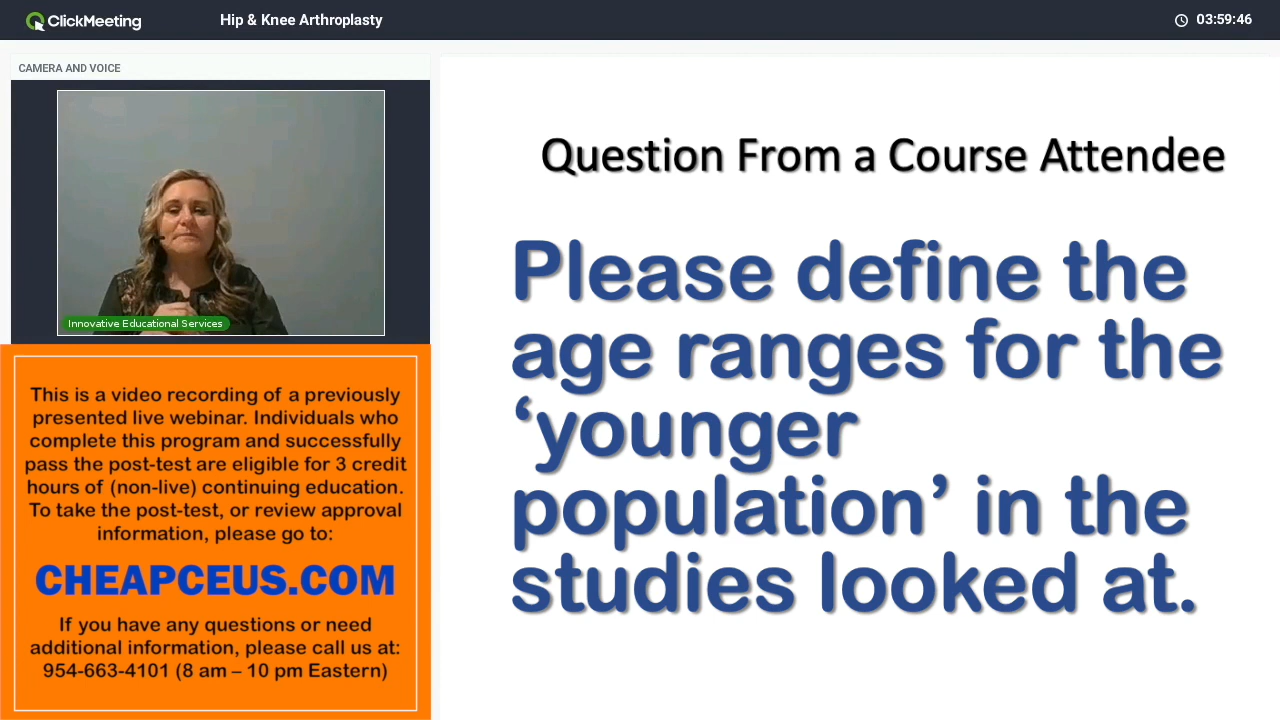 ClickMeeting
Hip & Knee Arthroplasty
03:59:46
CAMERA AND VOICE
Innovative Educational Services
This is a video recording of a previously
presented live webinar. Individuals who
complete this program and successfully
pass the post-test are eligible for 3 credit
hours of (non-live) continuing education.
To take the post-test, or review approval
information, please go to:
CHEAPCEUS.COM
If you have any questions or need
additional information, please call us at:
954-663-4101 (8 am – 10 pm Eastern)
Question From a Course Attendee
Please define the
age ranges for the
‘younger
population’ in the
studies looked at.